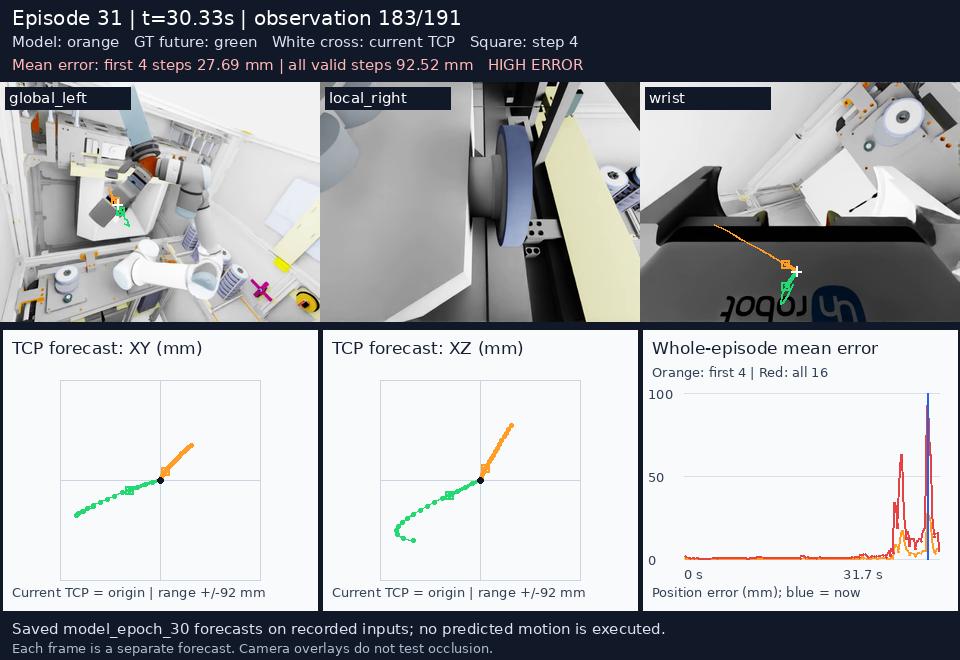 Episode 31 | t=30.33s | observation 183/191
Model: orange   GT future: green   White cross: current TCP   Square: step 4
Mean error: first 4 steps 27.69 mm | all valid steps 92.52 mm   HIGH ERROR
global_left
local_right
wrist
robot
TCP forecast: XY (mm)
Current TCP = origin | range +/-92 mm
TCP forecast: XZ (mm)
Current TCP = origin | range +/-92 mm
Whole-episode mean error
Orange: first 4 | Red: all 16
100
50
0
0 s
31.7 s
Position error (mm); blue = now
Saved model_epoch_30 forecasts on recorded inputs; no predicted motion is executed.
Each frame is a separate forecast. Camera overlays do not test occlusion.